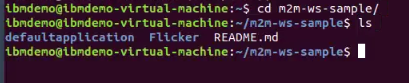 ibmdemo@ibmdemo-virtual-machine:~$ cd m2m-ws-sample/
ibmdemo@ibmdemo-virtual-machine:~/m2m-ws-sample$ ls
defaultapplication Flicker README.md
ibmdemo@ibmdemo-virtual-machine:~/m2m-ws-sample$